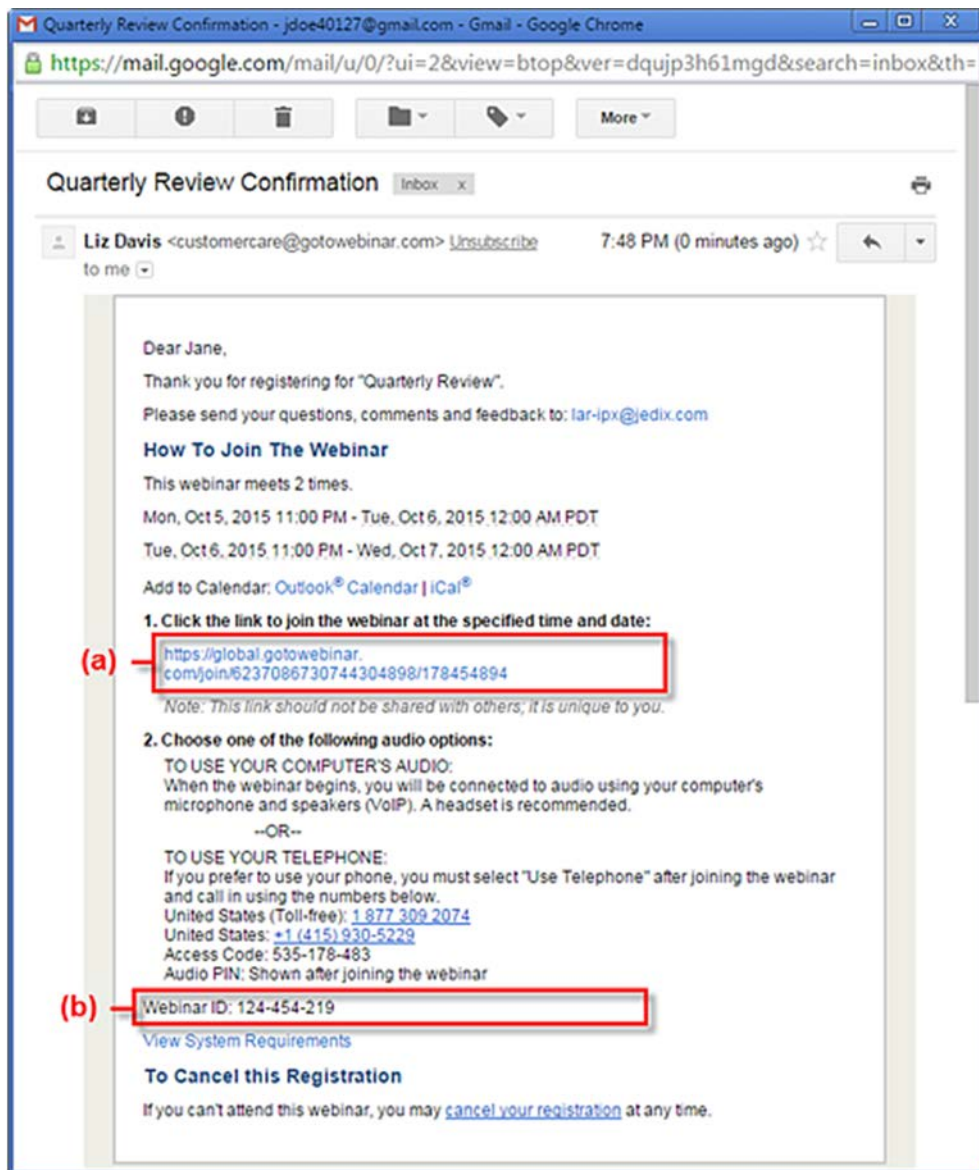 Quarterly Review Confirmation - jdoe40127@gmail.com - Gmail - Google Chrome
https://mail.google.com/mail/u/0/?ui=2&view=btop&ver=dqujp3h61mgd&search=inbox&th=
More
Quarterly Review Confirmation Inbox x
Liz Davis <customercare@gotowebinar.com> Unsubscribe 7:48 PM (0 minutes ago)
to me
Dear Jane,
Thank you for registering for "Quarterly Review".
Please send your questions, comments and feedback to: lar-ipx@jedix.com
How To Join The Webinar
This webinar meets 2 times.
Mon, Oct 5, 2015 11:00 PM - Tue, Oct 6, 2015 12:00 AM PDT
Tue, Oct 6, 2015 11:00 PM - Wed, Oct 7, 2015 12:00 AM PDT
Add to Calendar: Outlook® Calendar | iCal®
1. Click the link to join the webinar at the specified time and date:
(a)
https://global.gotowebinar.
com/join/6237086730744304898/178454894
Note: This link should not be shared with others; it is unique to you.
2. Choose one of the following audio options:
TO USE YOUR COMPUTER'S AUDIO:
When the webinar begins, you will be connected to audio using your computer's
microphone and speakers (VoIP). A headset is recommended.
--OR--
TO USE YOUR TELEPHONE:
If you prefer to use your phone, you must select "Use Telephone" after joining the webinar
and call in using the numbers below.
United States (Toll-free): 1 877 309 2074
United States: +1 (415) 930-5229
Access Code: 535-178-483
Audio PIN: Shown after joining the webinar
(b) Webinar ID: 124-454-219
View System Requirements
To Cancel this Registration
If you can't attend this webinar, you may cancel your registration at any time.